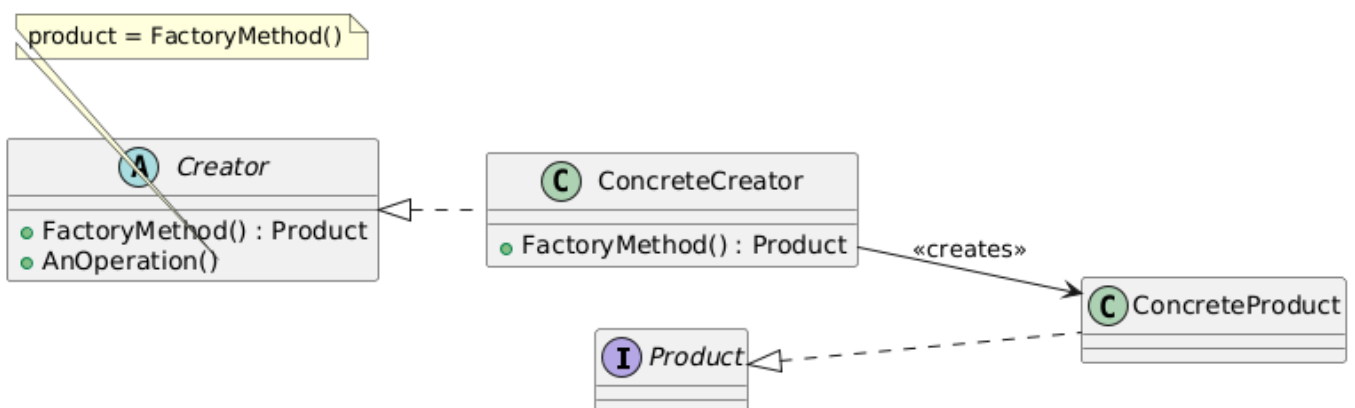 product = FactoryMethod()
A Creator
FactoryMethod() : Product
AnOperation()
C ConcreteCreator
FactoryMethod() : Product
«creates»
C ConcreteProduct
I Product